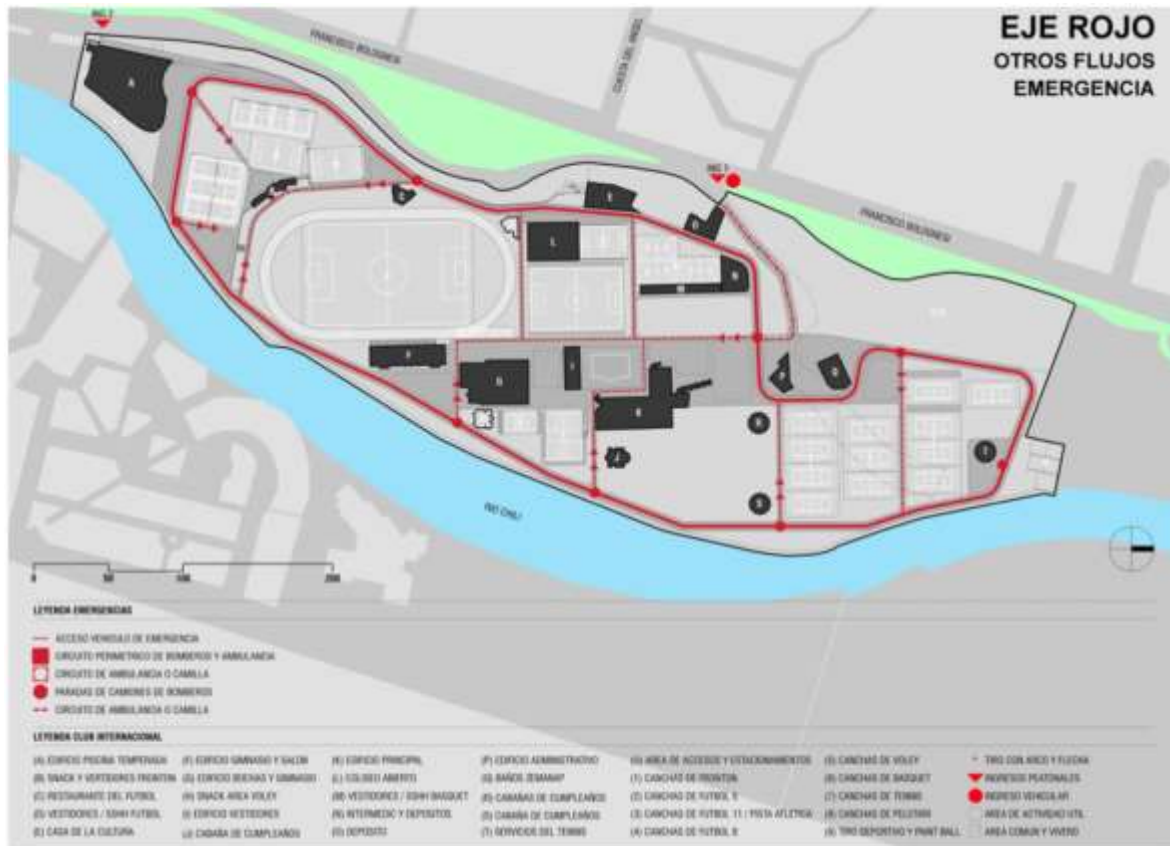 ING 2
EJE ROJO
OTROS FLUJOS
EMERGENCIA
FRANCISCO BOLOGNESI
CUESTA DEL ANGEL
ING 1
FRANCISCO BOLOGNESI
A
L
RIO CHILI
0 50 100 200
LEYENDA EMERGENCIAS
ACCESO VEHICULO DE EMERGENCIA
CIRCUITO PERIMETRICO DE BOMBEROS Y AMBULANCIA
CIRCUITO DE AMBULANCIA O CAMILLA
PARADAS DE CAMIONES DE BOMBEROS
CIRCUITO DE AMBULANCIA O CAMILLA
LEYENDA CLUB INTERNACIONAL
(A) EDIFICIO PISCINA TEMPERADA
(B) SNACK Y VESTIDORES FRONTON
(C) RESTAURANTE DEL FUTBOL
(D) VESTIDORES / SSHH FUTBOL
(E) CASA DE LA CULTURA
(F) EDIFICIO GIMNASIO Y SALON
(G) EDIFICIO BOCHAS Y GIMNASIO
(H) SNACK AREA VOLEY
(I) EDIFICIO VESTIDORES
(J) CABAÑA DE CUMPLEAÑOS
(K) EDIFICIO PRINCIPAL
(L) COLISEO ABIERTO
(M) VESTIDORES / SSHH BASQUET
(N) INTERMEDIC Y DEPOSITOS
(O) DEPOSITO
(P) EDIFICIO ADMINISTRATIVO
(Q) BAÑOS
(R) CABAÑAS DE CUMPLEAÑOS
(S) CABAÑA DE CUMPLEAÑOS
(T) SERVICIOS DEL TENNIS
AREA DE ACCESOS Y ESTACIONAMIENTOS
(1) CANCHAS DE FRONTON
(2) CANCHAS DE FUTBOL
(3) CANCHAS DE FUTBOL 11 / PISTA ATLETICA
(4) CANCHAS DE FUTBOL 8
(5) CANCHAS DE VOLEY
(6) CANCHAS DE BASQUET
(7) CANCHAS DE TENNIS
(8) CANCHAS DE
(9) TIRO DEPORTIVO Y PAINT BALL
TIRO CON ARCO Y FLECHA
INGRESOS PEATONALES
INGRESO VEHICULAR
AREA DE ACTIVIDAD UTIL
AREA COMUN Y VIVERO